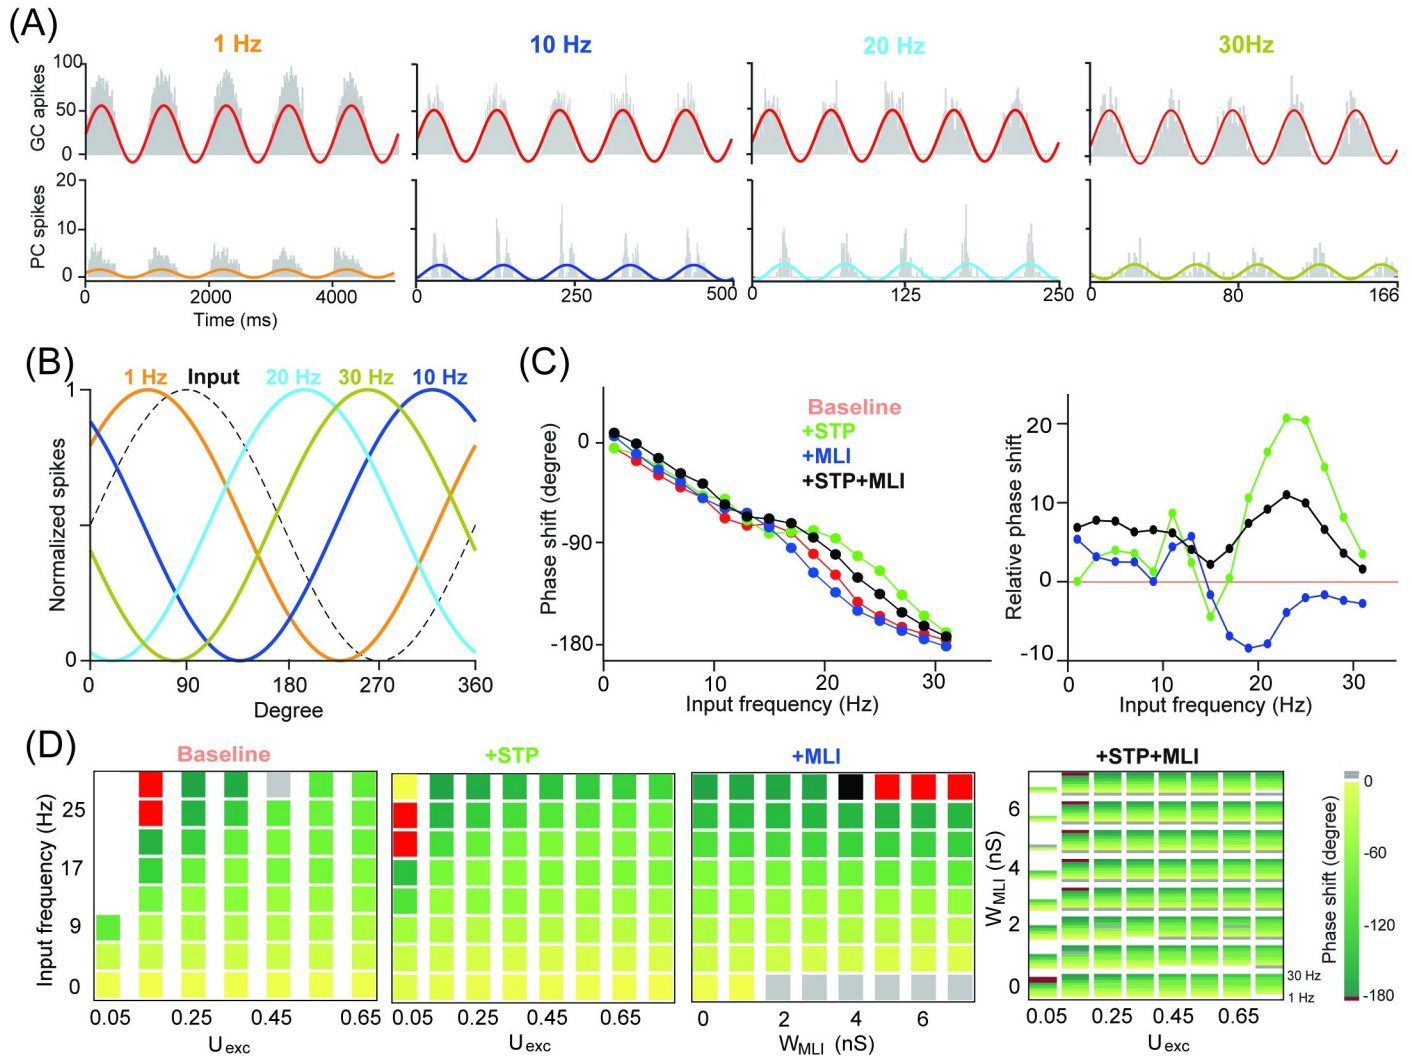 (A)
1 Hz
10 Hz
20 Hz
30Hz
GC apikes
100
50
0
PC spikes
20
10
0
0 2000 4000
0 250 500
0 125 250
0 80 166
Time (ms)
(B)
1 Hz Input 20 Hz 30 Hz 10 Hz
Normalized spikes
1
0
0 90 180 270 360
Degree
(C)
Phase shift (degree)
0
-90
-180
Baseline
+STP
+MLI
+STP+MLI
0 10 20 30
Input frequency (Hz)
Relative phase shift
20
10
0
-10
0 10 20 30
Input frequency (Hz)
(D)
Baseline
+STP
+MLI
+STP+MLI
Input frequency (Hz)
25
17
9
0
0.05 0.25 0.45 0.65
Uexc
0.05 0.25 0.45 0.65
Uexc
0 2 4 6
WMLI (nS)
WMLI (nS)
6
4
2
0
0.05 0.25 0.45 0.65
Uexc
30 Hz
1 Hz
Phase shift (degree)
0
-60
-120
-180